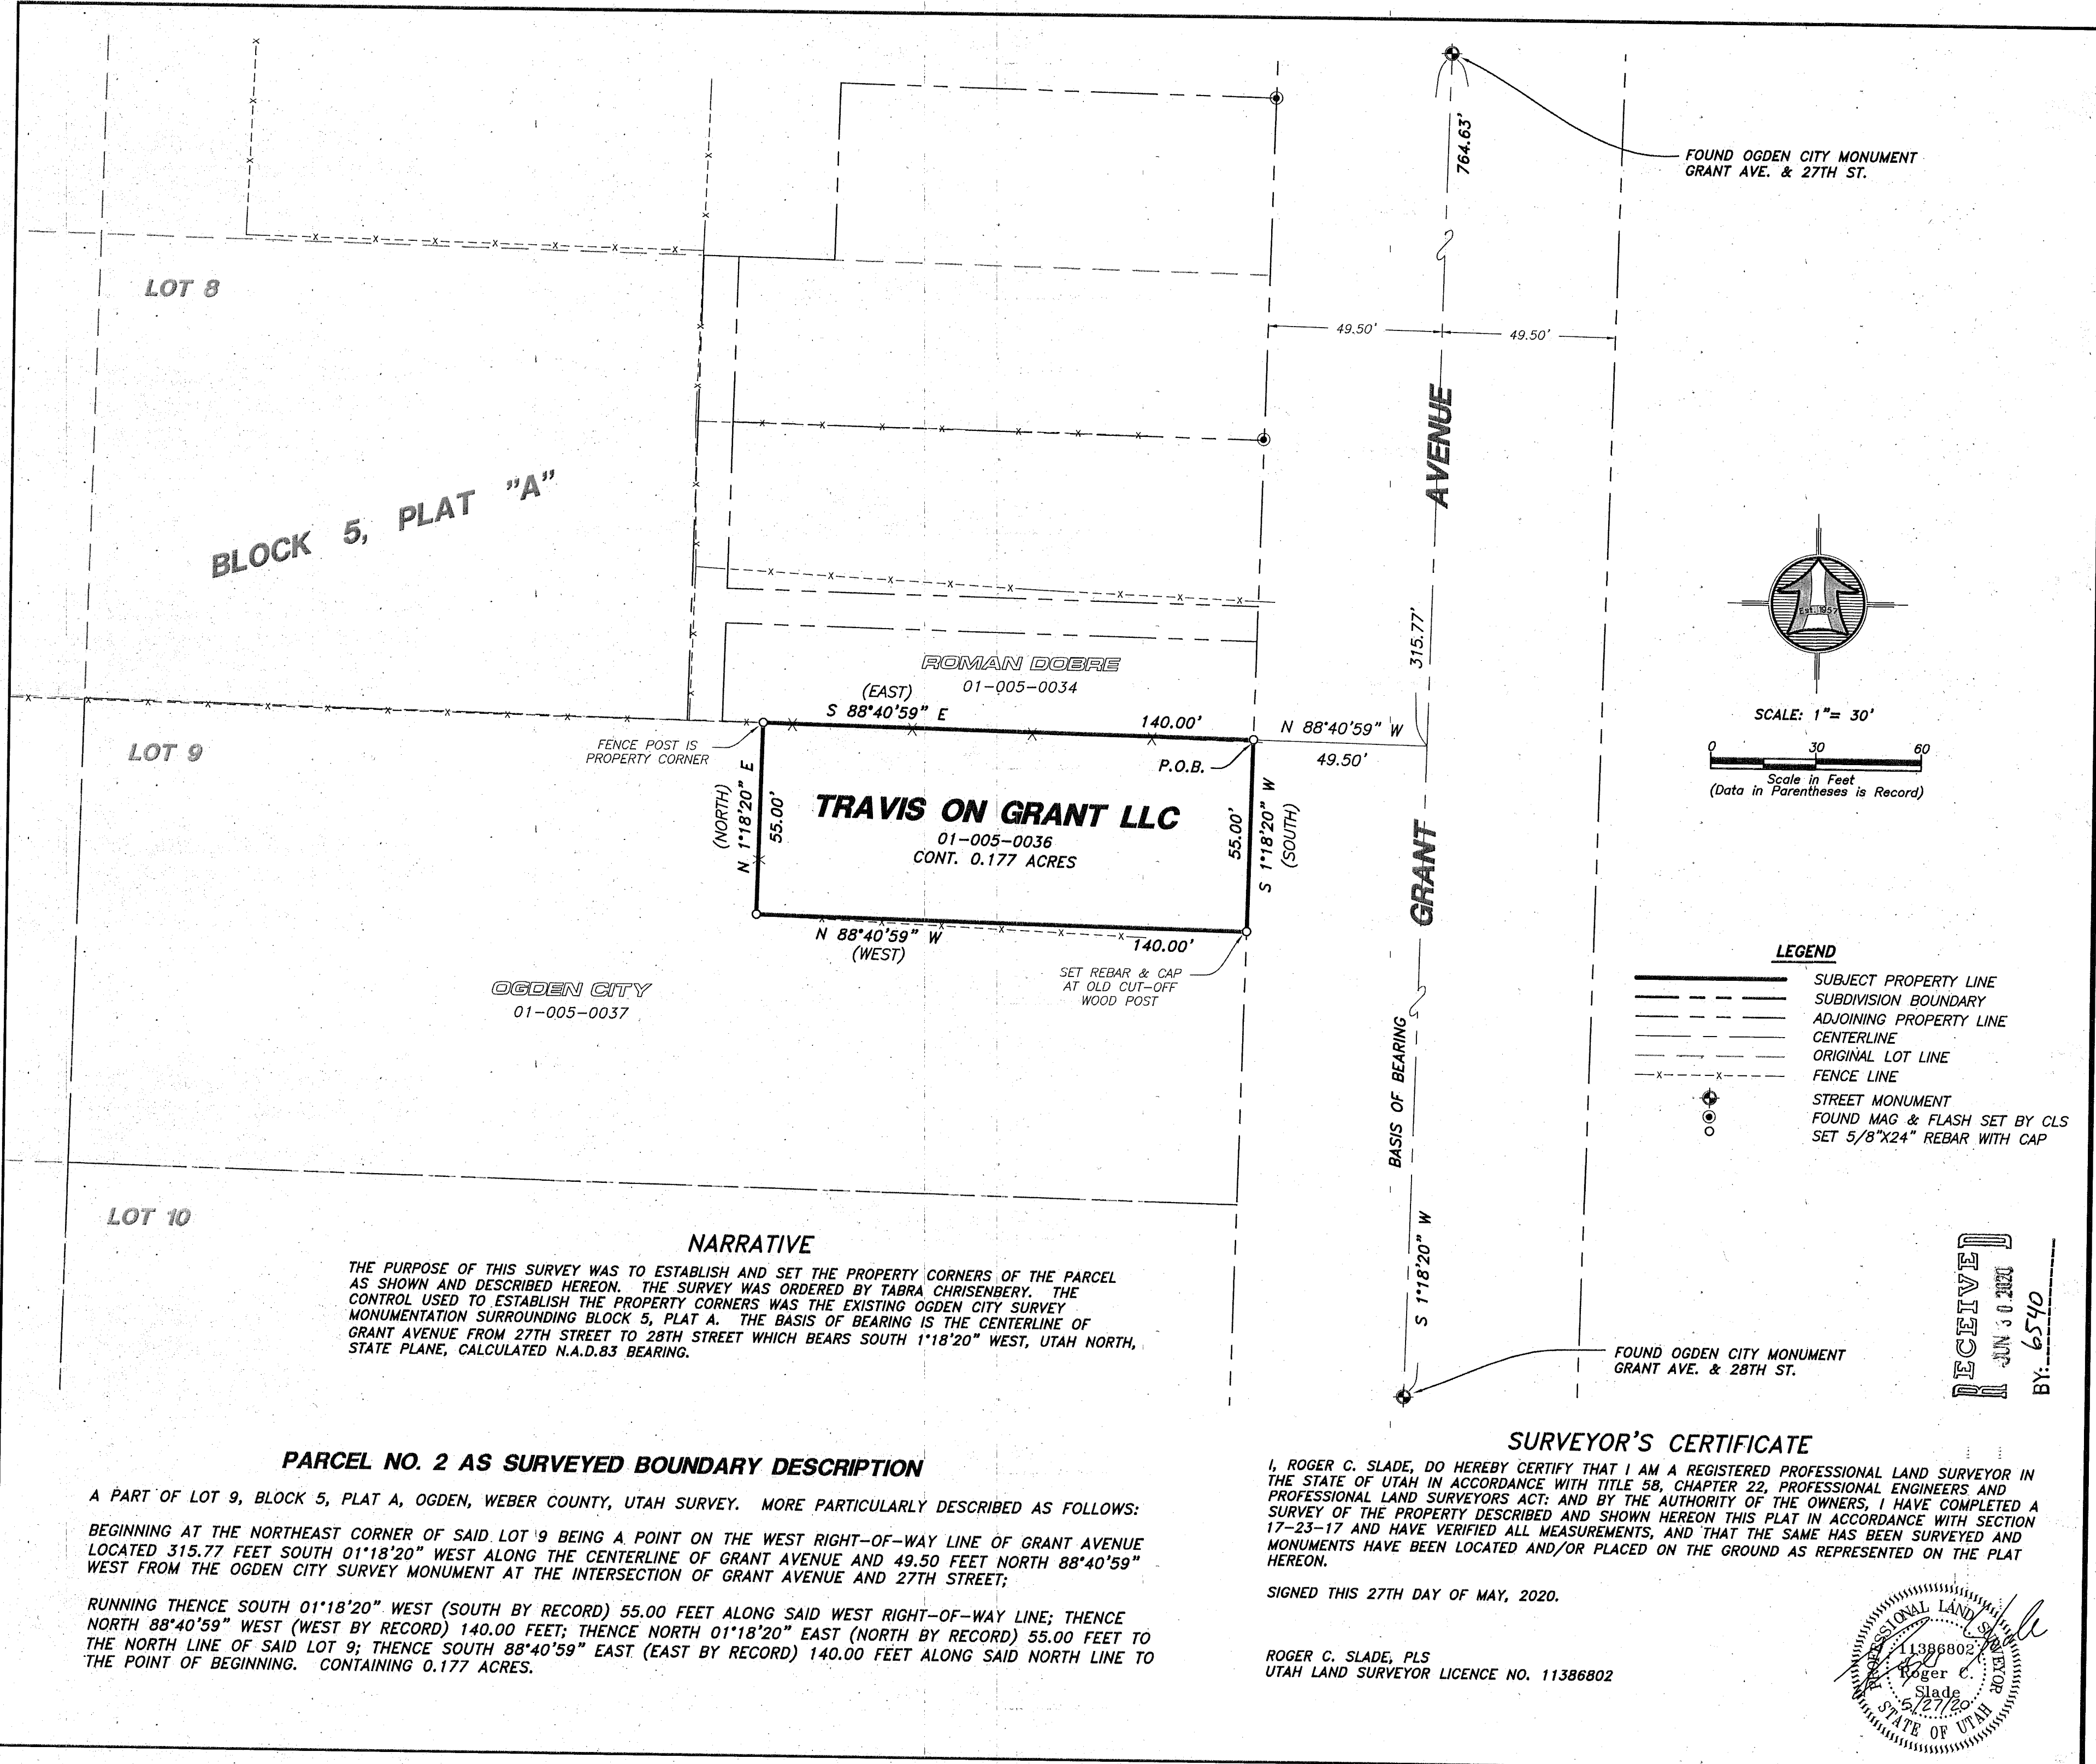 764.63'
FOUND OGDEN CITY MONUMENT
GRANT AVE. & 27TH ST.
LOT 8
49.50'
49.50'
BLOCK 5, PLAT "A"
AVENUE
Est. 1957
SCALE: 1"= 30'
0 30 60
Scale in Feet
(Data in Parentheses is Record)
315.77'
ROMAN DOBRE
01-005-0034
(EAST)
S 88°40'59" E
140.00'
N 88°40'59" W
49.50'
LOT 9
FENCE POST IS
PROPERTY CORNER
P.O.B.
(NORTH)
N 1°18'20" E
55.00'
TRAVIS ON GRANT LLC
01-005-0036
CONT. 0.177 ACRES
55.00'
S 1°18'20" W
(SOUTH)
GRANT
N 88°40'59" W
(WEST)
140.00'
SET REBAR & CAP
AT OLD CUT-OFF
WOOD POST
OGDEN CITY
01-005-0037
BASIS OF BEARING
S 1°18'20" W
LEGEND
SUBJECT PROPERTY LINE
SUBDIVISION BOUNDARY
ADJOINING PROPERTY LINE
CENTERLINE
ORIGINAL LOT LINE
FENCE LINE
STREET MONUMENT
FOUND MAG & FLASH SET BY CLS
SET 5/8"X24" REBAR WITH CAP
LOT 10
NARRATIVE
THE PURPOSE OF THIS SURVEY WAS TO ESTABLISH AND SET THE PROPERTY CORNERS OF THE PARCEL
AS SHOWN AND DESCRIBED HEREON. THE SURVEY WAS ORDERED BY TABRA CHRISENBERY. THE
CONTROL USED TO ESTABLISH THE PROPERTY CORNERS WAS THE EXISTING OGDEN CITY SURVEY
MONUMENTATION SURROUNDING BLOCK 5, PLAT A. THE BASIS OF BEARING IS THE CENTERLINE OF
GRANT AVENUE FROM 27TH STREET TO 28TH STREET WHICH BEARS SOUTH 1°18'20" WEST, UTAH NORTH,
STATE PLANE, CALCULATED N.A.D.83 BEARING.
FOUND OGDEN CITY MONUMENT
GRANT AVE. & 28TH ST.
RECEIVED
JUN 30 2020
BY: 6540
PARCEL NO. 2 AS SURVEYED BOUNDARY DESCRIPTION
A PART OF LOT 9, BLOCK 5, PLAT A, OGDEN, WEBER COUNTY, UTAH SURVEY. MORE PARTICULARLY DESCRIBED AS FOLLOWS:
BEGINNING AT THE NORTHEAST CORNER OF SAID LOT 9 BEING A POINT ON THE WEST RIGHT-OF-WAY LINE OF GRANT AVENUE
LOCATED 315.77 FEET SOUTH 01°18'20" WEST ALONG THE CENTERLINE OF GRANT AVENUE AND 49.50 FEET NORTH 88°40'59"
WEST FROM THE OGDEN CITY SURVEY MONUMENT AT THE INTERSECTION OF GRANT AVENUE AND 27TH STREET;
RUNNING THENCE SOUTH 01°18'20" WEST (SOUTH BY RECORD) 55.00 FEET ALONG SAID WEST RIGHT-OF-WAY LINE; THENCE
NORTH 88°40'59" WEST (WEST BY RECORD) 140.00 FEET; THENCE NORTH 01°18'20" EAST (NORTH BY RECORD) 55.00 FEET TO
THE NORTH LINE OF SAID LOT 9; THENCE SOUTH 88°40'59" EAST (EAST BY RECORD) 140.00 FEET ALONG SAID NORTH LINE TO
THE POINT OF BEGINNING. CONTAINING 0.177 ACRES.
SURVEYOR'S CERTIFICATE
I, ROGER C. SLADE, DO HEREBY CERTIFY THAT I AM A REGISTERED PROFESSIONAL LAND SURVEYOR IN
THE STATE OF UTAH IN ACCORDANCE WITH TITLE 58, CHAPTER 22, PROFESSIONAL ENGINEERS AND
PROFESSIONAL LAND SURVEYORS ACT: AND BY THE AUTHORITY OF THE OWNERS, I HAVE COMPLETED A
SURVEY OF THE PROPERTY DESCRIBED AND SHOWN HEREON THIS PLAT IN ACCORDANCE WITH SECTION
17-23-17 AND HAVE VERIFIED ALL MEASUREMENTS, AND THAT THE SAME HAS BEEN SURVEYED AND
MONUMENTS HAVE BEEN LOCATED AND/OR PLACED ON THE GROUND AS REPRESENTED ON THE PLAT
HEREON.
SIGNED THIS 27TH DAY OF MAY, 2020.
ROGER C. SLADE, PLS
UTAH LAND SURVEYOR LICENCE NO. 11386802
PROFESSIONAL LAND SURVEYOR
11386802
Roger C.
Slade
5/27/20
STATE OF UTAH